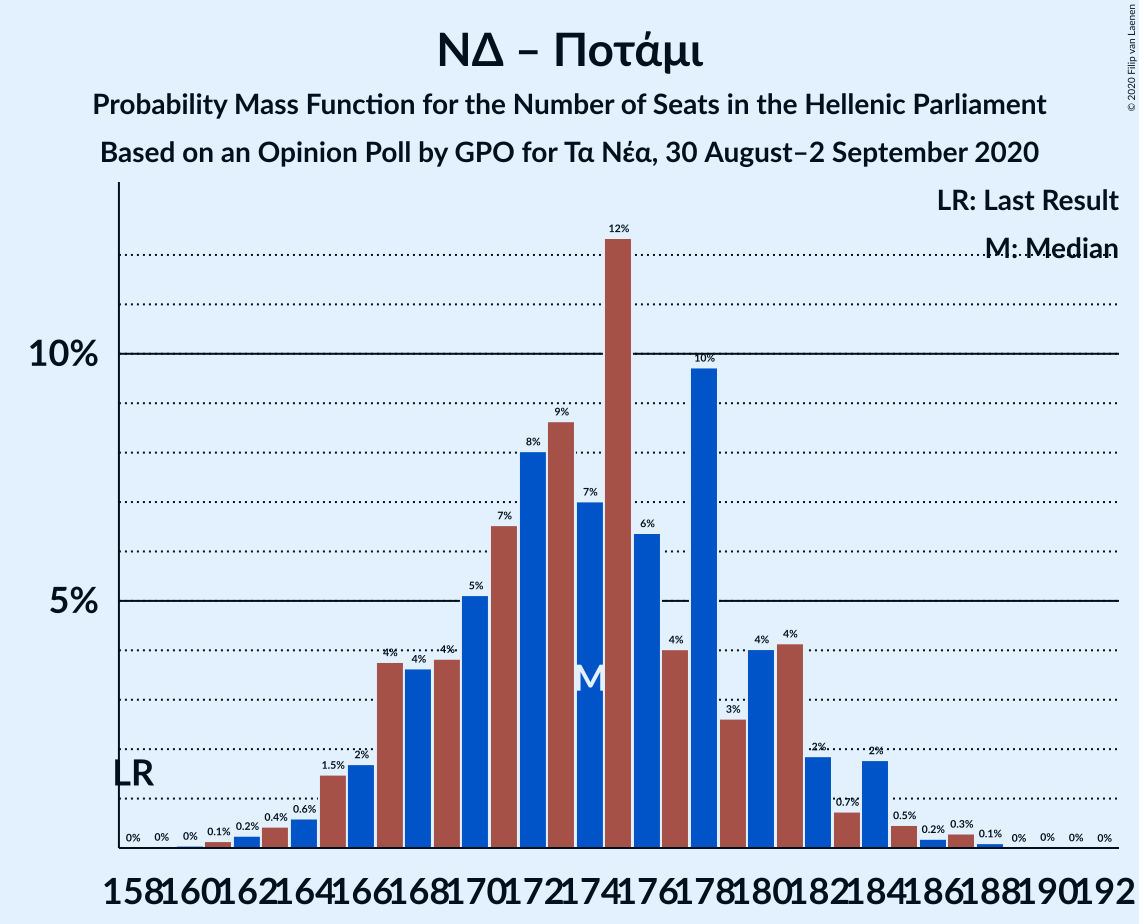 © 2020 Filip van Laenen
ΝΔ – Ποτάμι
Probability Mass Function for the Number of Seats in the Hellenic Parliament
Based on an Opinion Poll by GPO for Τα Νέα, 30 August–2 September 2020
LR: Last Result
M: Median
10%
5%
LR
M
0% 0% 0% 0.1% 0.2% 0.4% 0.6% 1.5% 2% 4% 4% 4% 5% 7% 8% 9% 7% 12% 6% 4% 10% 3% 4% 4% 2% 0.7% 2% 0.5% 0.2% 0.3% 0.1% 0% 0% 0% 0%
158 160 162 164 166 168 170 172 174 176 178 180 182 184 186 188 190 192